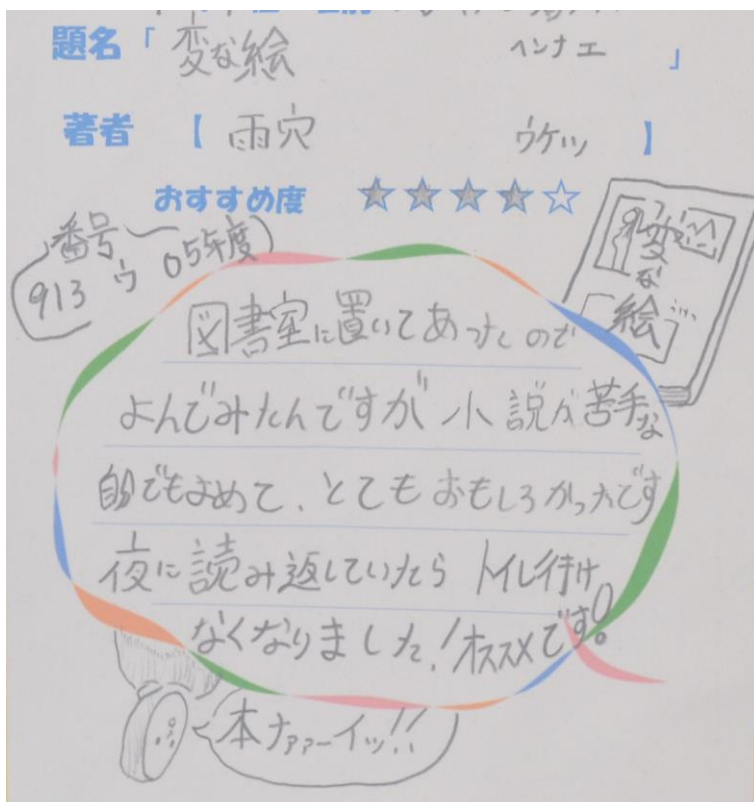 題名「変な絵 ヘンナエ」
著者【雨穴 ウケツ】
おすすめ度 ★★★★☆
番号
913 ウ 05年度
変な
絵
図書室に置いてあったので
よんでみたんですが小説が苦手な
自分でもよめて、とてもおもしろかったです
夜に読み返していたらトイレ行け
なくなりました!オススメです!
本ナァァーイッ!!